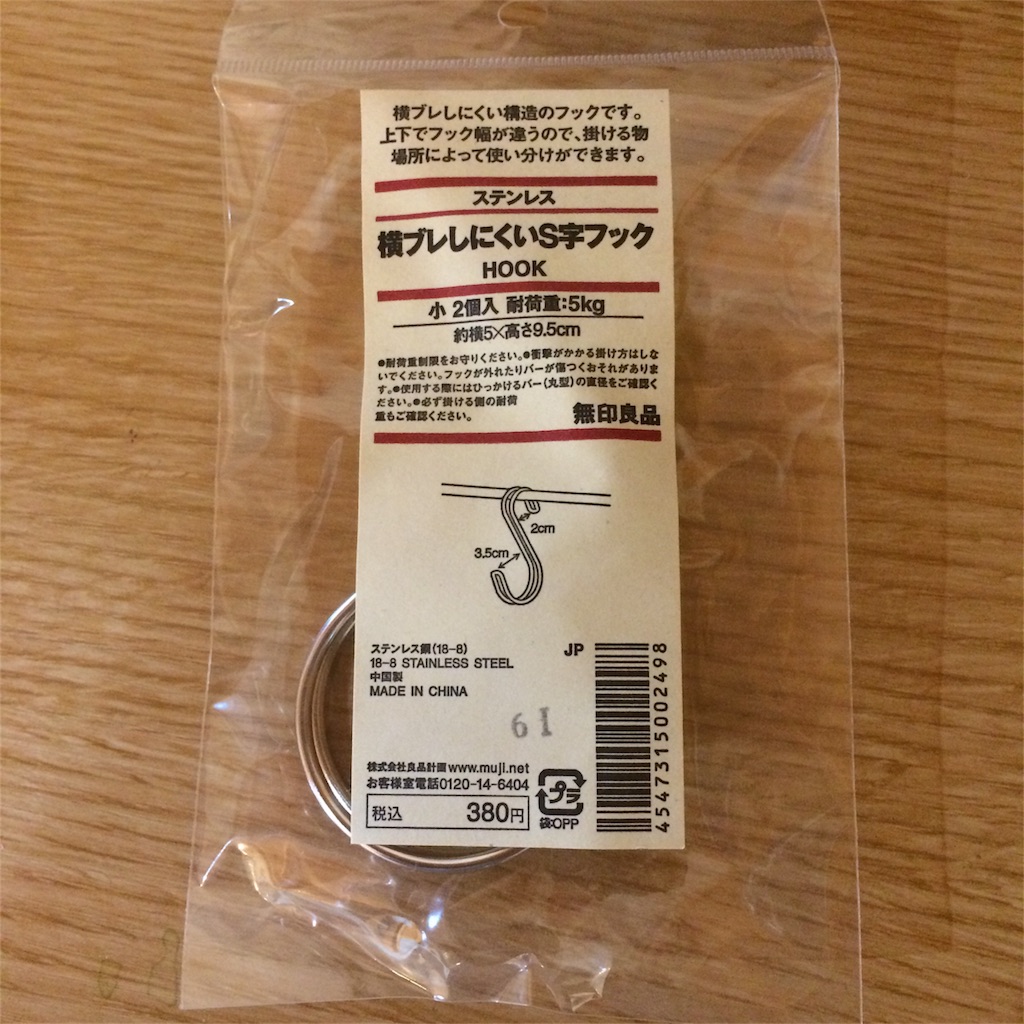 横ブレしにくい構造のフックです。
上下でフック幅が違うので、掛ける物
場所によって使い分けができます。
ステンレス
横ブレしにくいS字フック
HOOK
小 2個入 耐荷重:5kg
約横5×高さ9.5cm
●耐荷重制限をお守りください。●衝撃がかかる掛け方はしな
いでください。フックが外れたりバーが傷つくおそれがありま
す。●使用する際にはひっかけるバー(丸型)の直径をご確認く
ださい。●必ず掛ける側の耐荷
重もご確認ください。
無印良品
2cm
3.5cm
ステンレス鋼(18-8)
18-8 STAINLESS STEEL
中国製
MADE IN CHINA
JP
61
株式会社良品計画 www.muji.net
お客様室電話0120-14-6404
税込 380円
プラ
袋:OPP
4547315002498